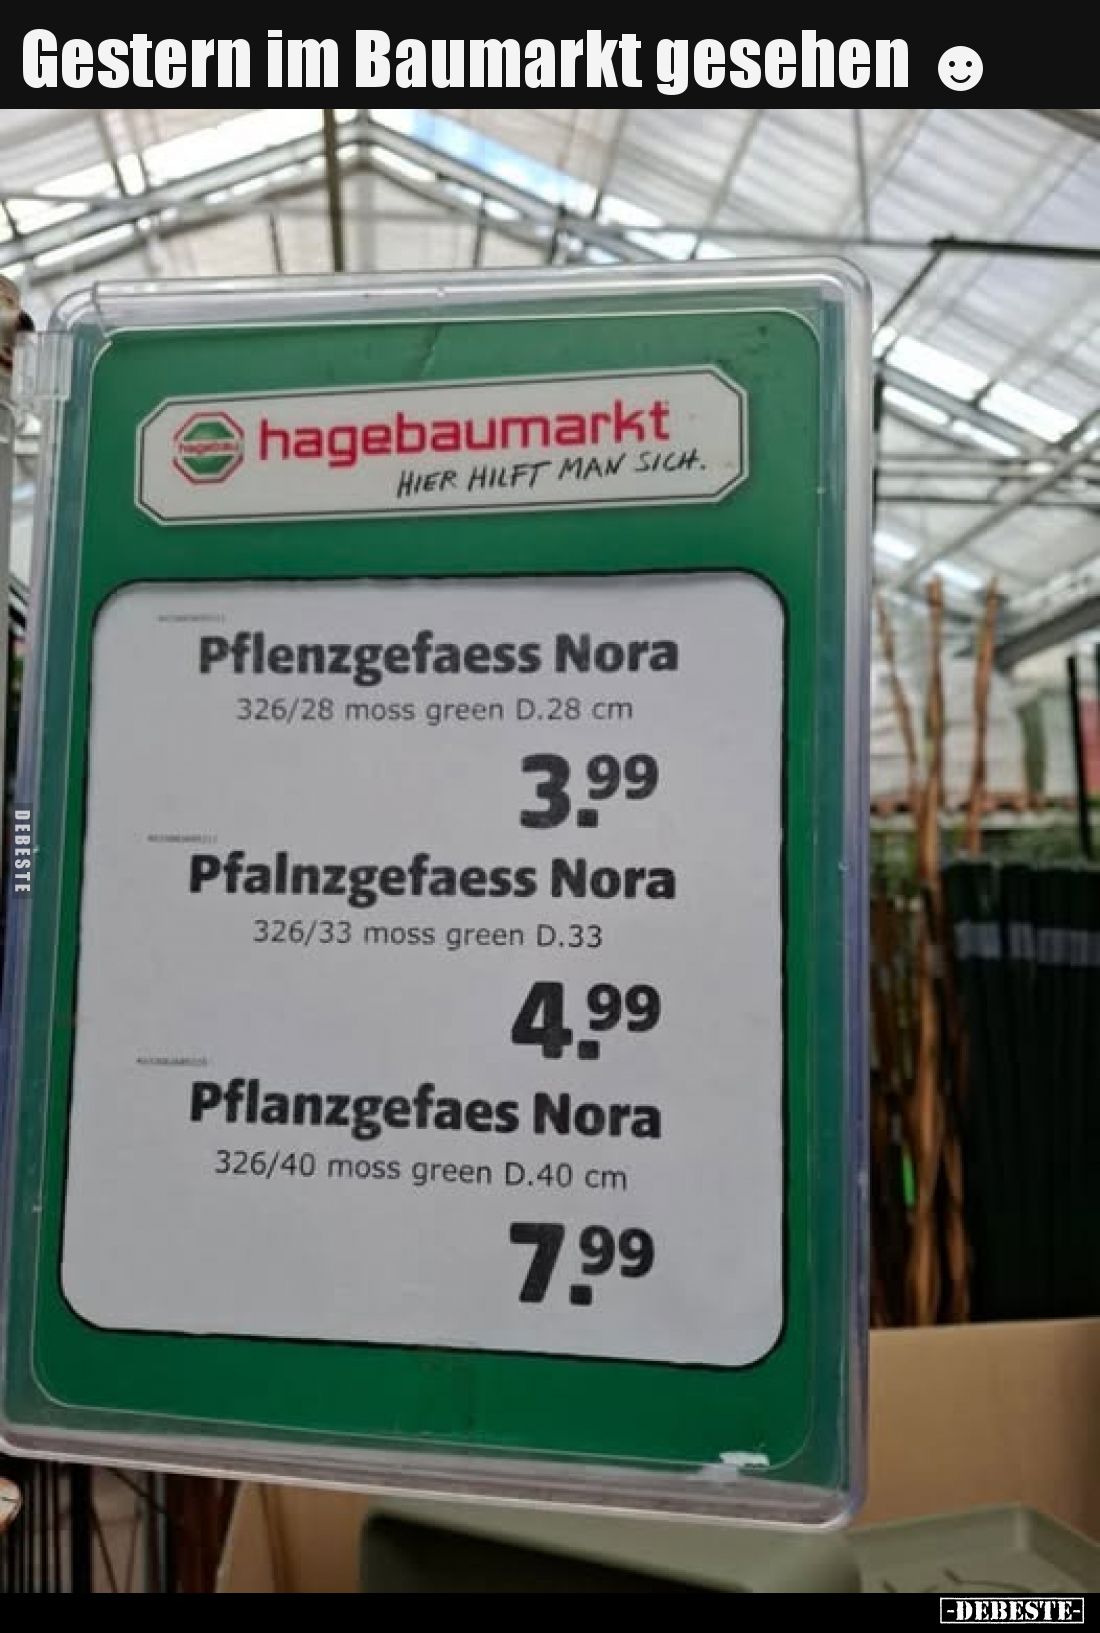 Gestern im Baumarkt gesehen ☻
hagebaumarkt
HIER HILFT MAN SICH.
Pflenzgefaess Nora
326/28 moss green D.28 cm
3.99
Pfalnzgefaess Nora
326/33 moss green D.33
4.99
Pflanzgefaes Nora
326/40 moss green D.40 cm
7.99
DEBESTE
-DEBESTE-